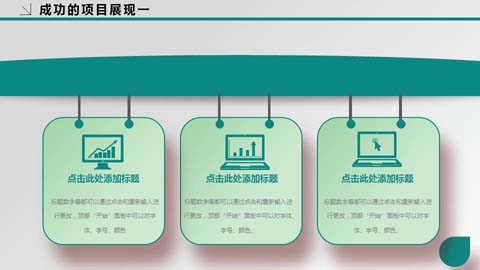 成功的项目展现一
点击此处添加标题
标题数字等都可以通过点击和重新输入进
行更改，顶部“开始”面板中可以对字
体、字号、颜色
点击此处添加标题
标题数字等都可以通过点击和重新输入进
行更改，顶部“开始”面板中可以对字体、
字号、颜色、
点击此处添加标题
标题数字等都可以通过点击和重新输入进
行更改，顶部“开始”面板中可以对字
体、字号、颜色、